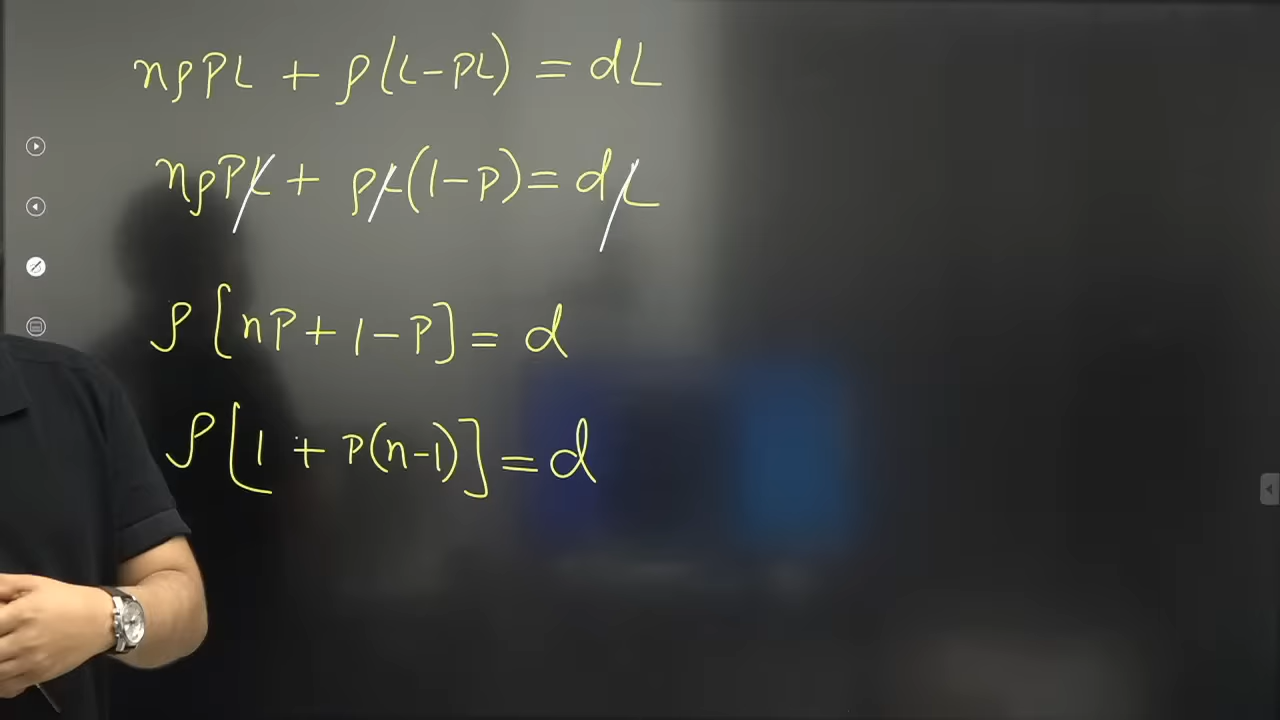 nρPL + ρ(L-PL) = dL
nρPL + ρL(1-P) = dL
ρ[nP + 1-P] = d
ρ[1 + P(n-1)] = d